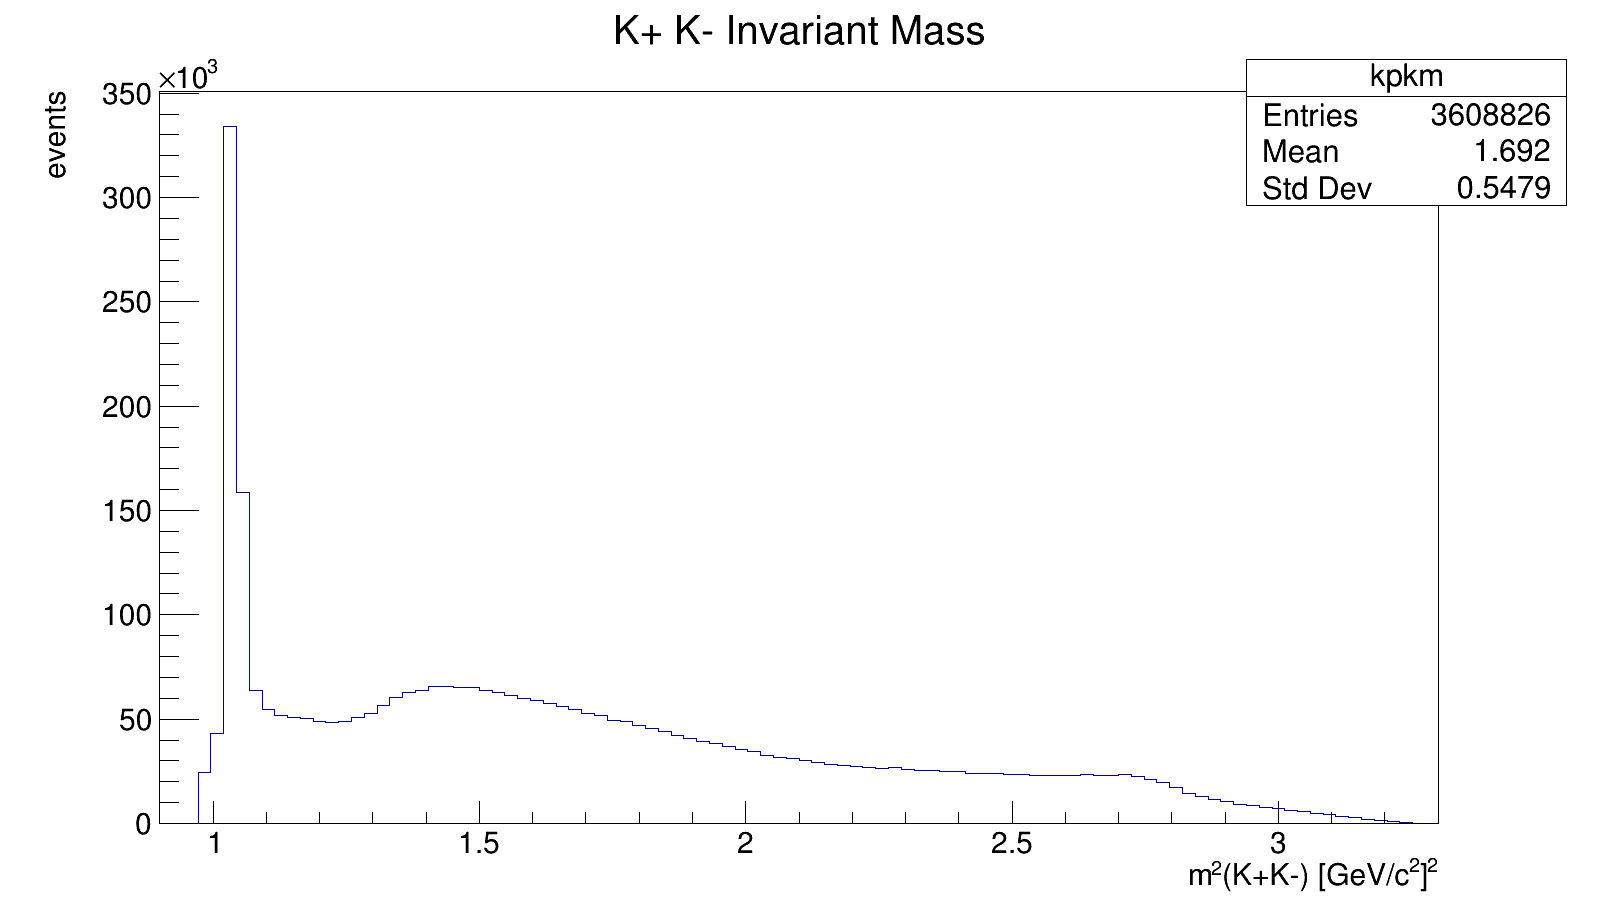 K+ K- Invariant Mass
kpkm
Entries 3608826
Mean 1.692
Std Dev 0.5479
×10³
events
350
300
250
200
150
100
50
0
1 1.5 2 2.5 3
m²(K+K-) [GeV/c²]²